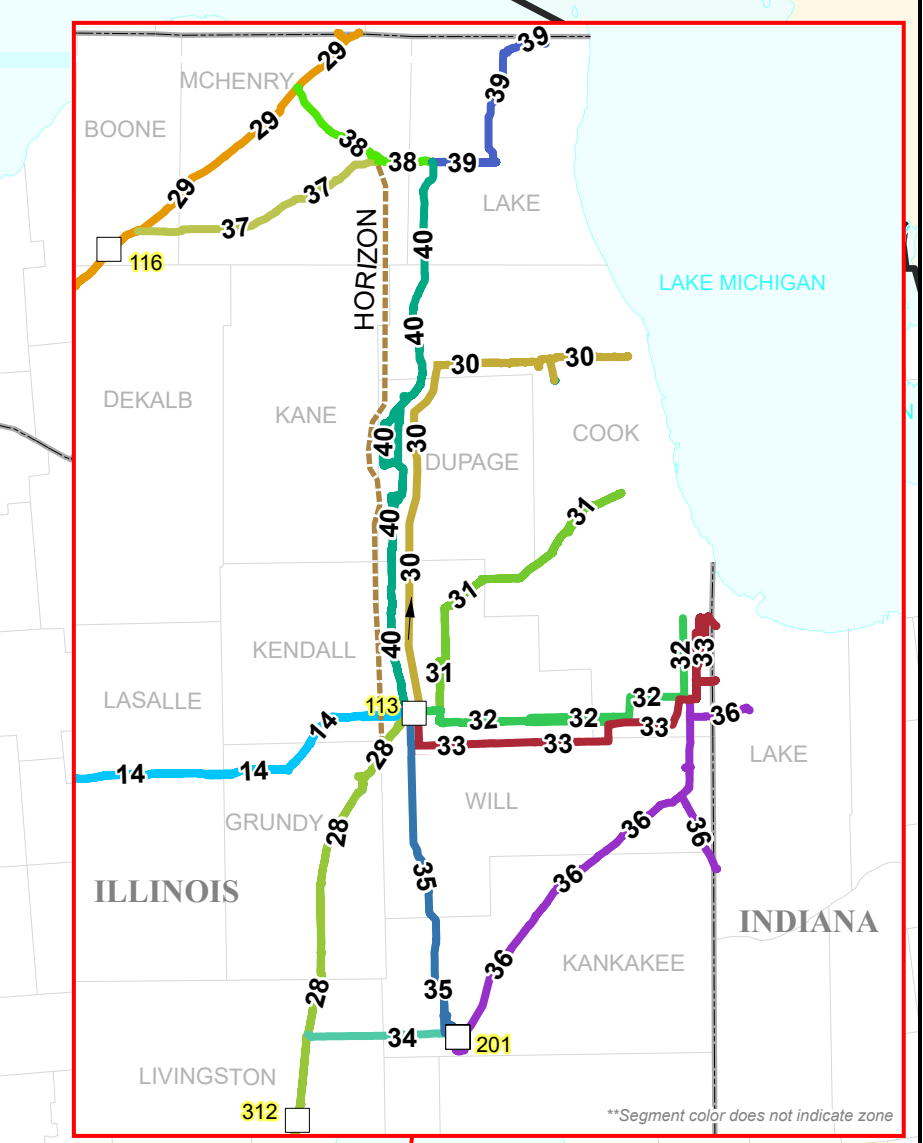 39
29
MCHENRY
39
BOONE
29
38
38
39
29
37
LAKE
37
HORIZON
40
116
LAKE MICHIGAN
40
30
30
DEKALB
KANE
COOK
40
30
DUPAGE
31
40
30
31
40
KENDALL
32
33
31
LASALLE
32
113
14
32
32
33
36
33
33
28
LAKE
14
14
WILL
GRUNDY
28
36
36
35
36
ILLINOIS
INDIANA
KANKAKEE
36
35
28
34
201
LIVINGSTON
312
**Segment color does not indicate zone